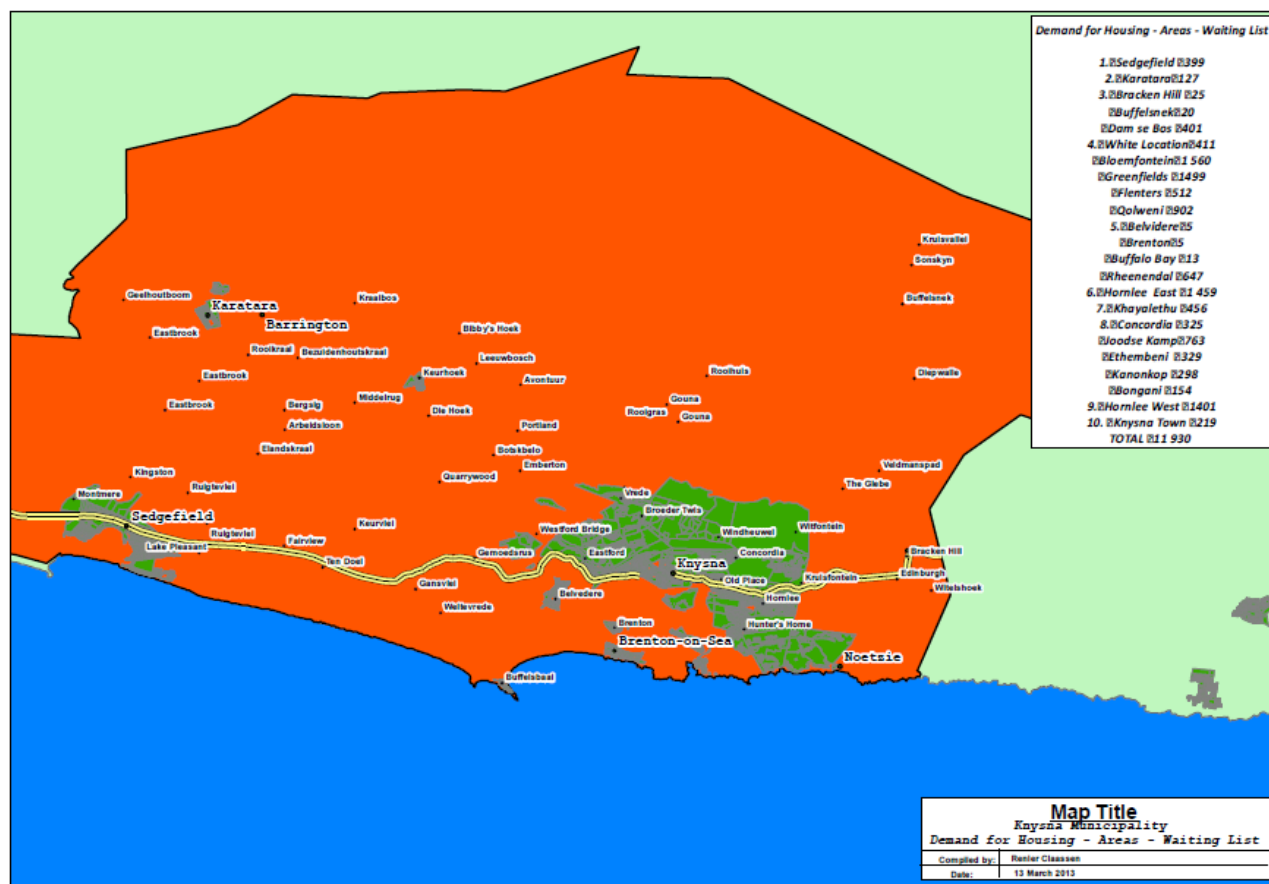 Demand for Housing - Areas - Waiting List
1.⍰Sedgefield ⍰399
2.⍰Karatara⍰127
3.⍰Bracken Hill ⍰25
⍰Buffelsnek⍰20
⍰Dam se Bos ⍰401
4.⍰White Location⍰411
⍰Bloemfontein⍰1 560
⍰Greenfields ⍰1499
⍰Flenters ⍰512
⍰Qolweni ⍰902
5.⍰Belvidere⍰5
⍰Brenton⍰5
⍰Buffalo Bay ⍰13
⍰Rheenendal ⍰647
6.⍰Hornlee East ⍰1 459
7.⍰Khayalethu ⍰456
8.⍰Concordia ⍰325
⍰Joodse Kamp⍰763
⍰Ethembeni ⍰329
⍰Kanonkop ⍰298
⍰Bongani ⍰154
9.⍰Hornlee West ⍰1401
10. ⍰Knysna Town ⍰219
TOTAL ⍰11 930
Kruisvallei
Sonskyn
Geelhoutboom
Kraalbos
Buffelsnek
Karatara
Barrington
Eastbrook
Bibby's Hoek
Rooikraal
Bezuidenhoutskraal
Leeuwbosch
Eastbrook
Keurhoek
Avontuur
Rooihuis
Diepwalle
Eastbrook
Bergsig
Middelrug
Die Hoek
Gouna
Rooigras
Gouna
Arbeidsloon
Portland
Elandskraal
Botskbelo
Kingston
Emberton
Veldmanspad
Quarrywood
The Glebe
Montmere
Ruigtevlei
Vrede
Broeder Twis
Sedgefield
Ruigtevlei
Keurvlei
Westford Bridge
Windheuwel
Witfontein
Lake Pleasant
Fairview
Gemoedsrus
Eastford
Concordia
Bracken Hill
Ten Doel
Knysna
Old Place
Kruisfontein
Edinburgh
Gansvlei
Belvedere
Hornlee
Witelshoek
Weltevrede
Brenton
Hunter's Home
Brenton-on-Sea
Noetzie
Buffelsbaai
Map Title
Knysna Municipality
Demand for Housing - Areas - Waiting List
Compiled by: Renier Claassen
Date: 13 March 2013